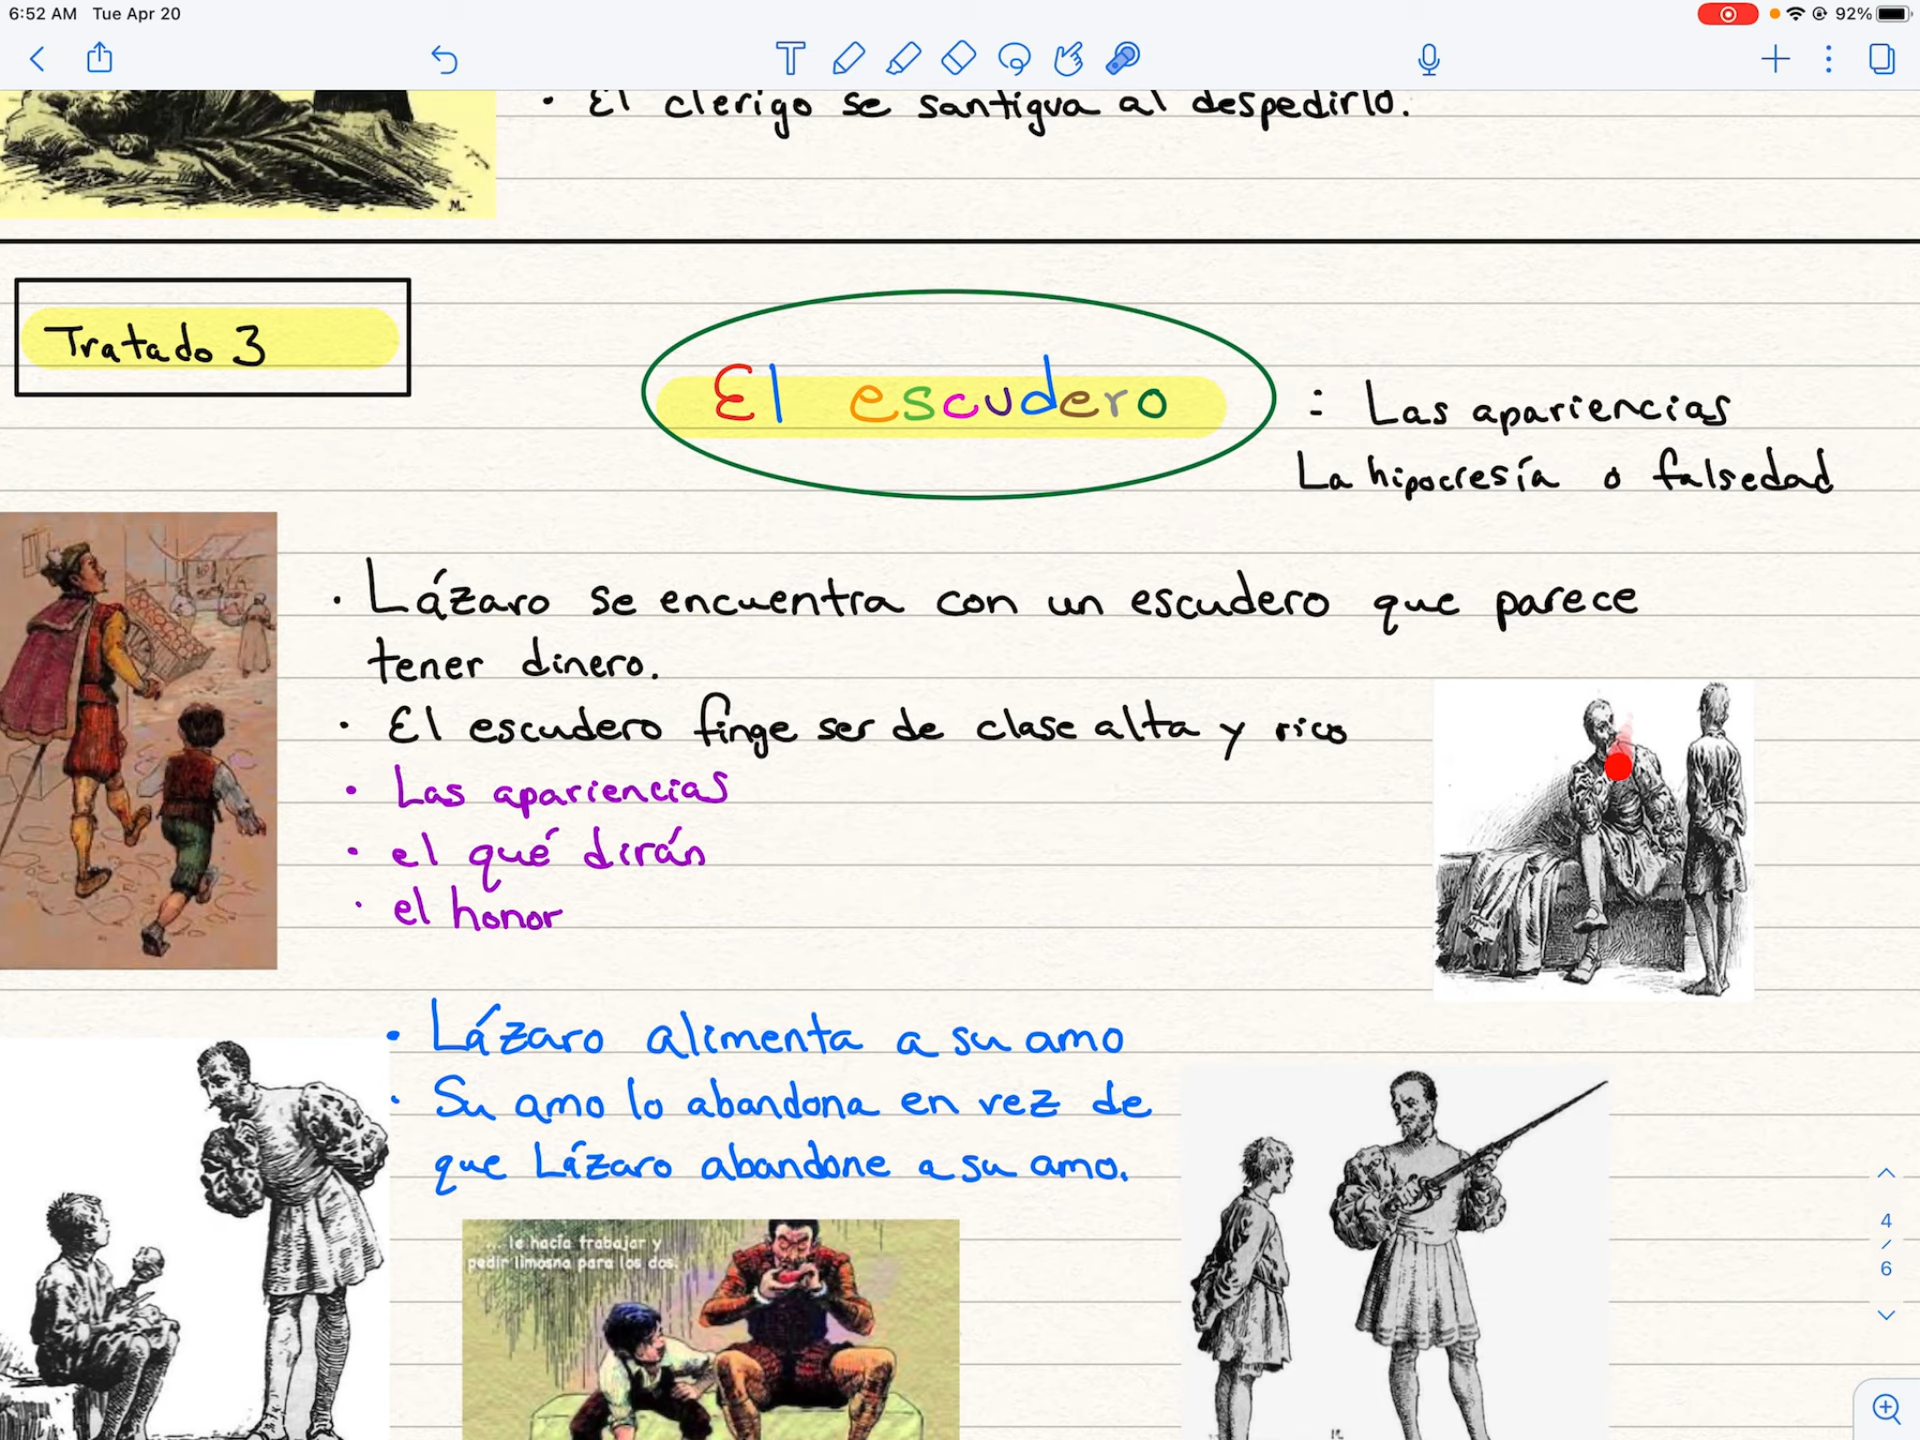 6:52 AM Tue Apr 20
92%
• El clerigo se santigua al despedirlo.
Tratado 3
El escudero
: Las apariencias
La hipocresía o falsedad
• Lázaro se encuentra con un escudero que parece
tener dinero.
• El escudero finge ser de clase alta y rico
• Las apariencias
• el qué dirán
• el honor
• Lázaro alimenta a su amo
• Su amo lo abandona en vez de
que Lázaro abandone a su amo.
... le hacía trabajar y
pedir limosna para los dos.
4
/
6